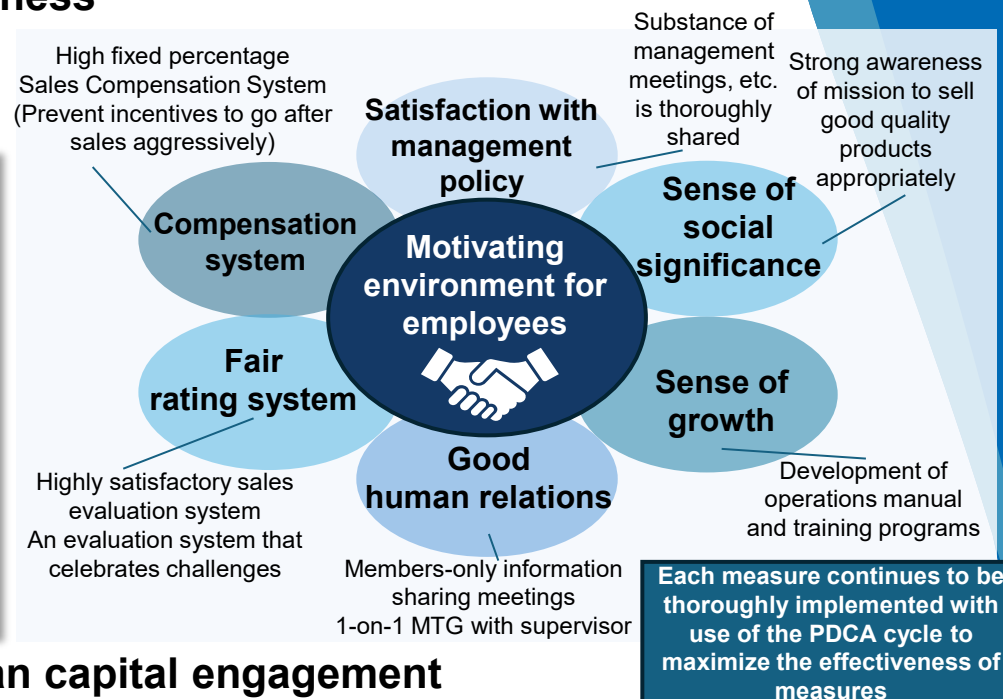 High fixed percentage
Sales Compensation System
(Prevent incentives to go after
sales aggressively)
Compensation
system
Satisfaction with
management
policy
Substance of
management
meetings, etc.
is thoroughly
shared
Strong awareness
of mission to sell
good quality
products
appropriately
Sense of
social
significance
Motivating
environment for
employees
Fair
rating system
Highly satisfactory sales
evaluation system
An evaluation system that
celebrates challenges
Good
human relations
Members-only information
sharing meetings
1-on-1 MTG with supervisor
Sense of
growth
Development of
operations manual
and training programs
Each measure continues to be
thoroughly implemented with
use of the PDCA cycle to
maximize the effectiveness of
measures
capital engagement